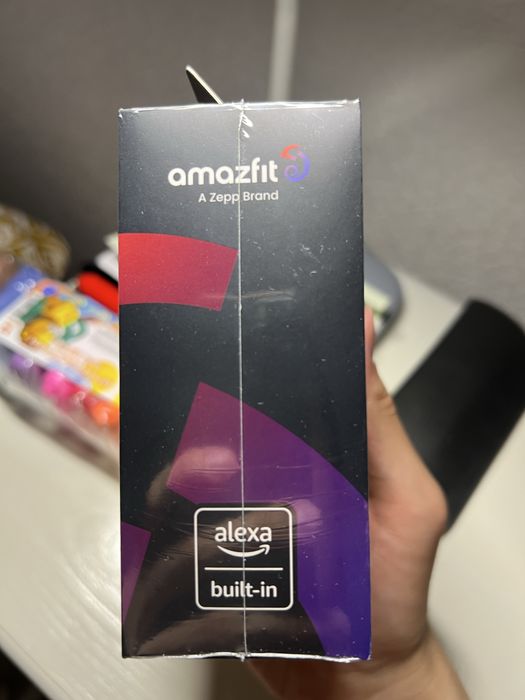 amazfit
A Zepp Brand
alexa
built-in